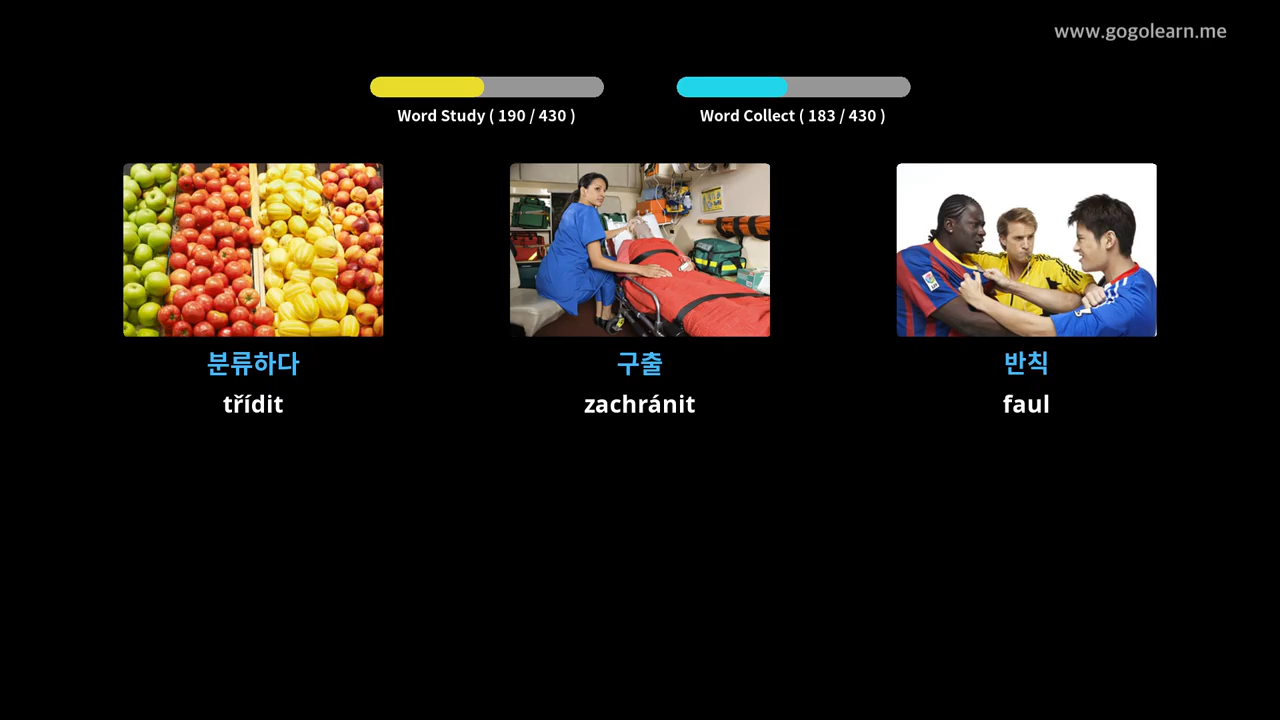 www.gogolearn.me
Word Study ( 190 / 430 )
Word Collect ( 183 / 430 )
분류하다
třídit
구출
zachránit
반칙
faul